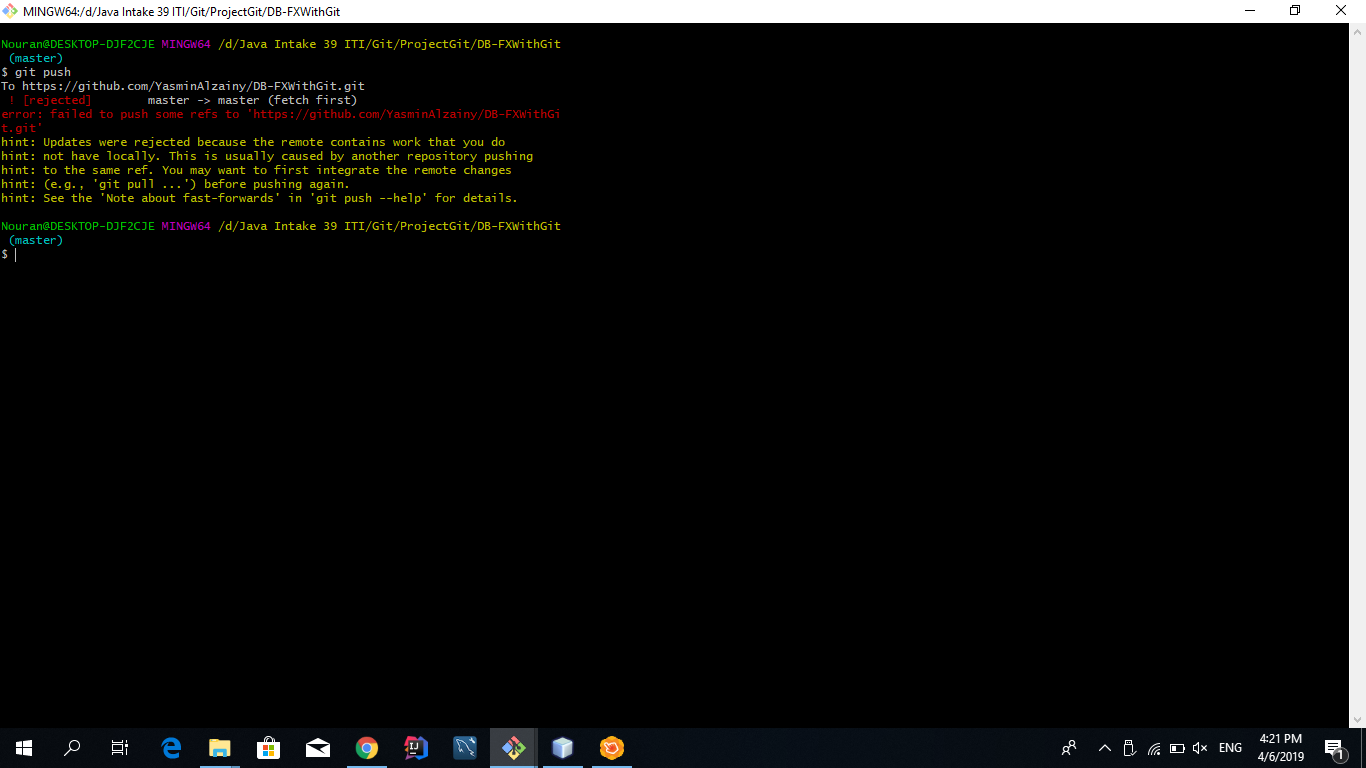 MINGW64:/d/Java Intake 39 ITI/Git/ProjectGit/DB-FXWithGit
Nouran@DESKTOP-DJF2CJE MINGW64 /d/Java Intake 39 ITI/Git/ProjectGit/DB-FXWithGit
(master)
$ git push
To https://github.com/YasminAlzainy/DB-FXWithGit.git
! [rejected]        master -> master (fetch first)
error: failed to push some refs to 'https://github.com/YasminAlzainy/DB-FXWithGi
t.git'
hint: Updates were rejected because the remote contains work that you do
hint: not have locally. This is usually caused by another repository pushing
hint: to the same ref. You may want to first integrate the remote changes
hint: (e.g., 'git pull ...') before pushing again.
hint: See the 'Note about fast-forwards' in 'git push --help' for details.
Nouran@DESKTOP-DJF2CJE MINGW64 /d/Java Intake 39 ITI/Git/ProjectGit/DB-FXWithGit
(master)
$
IJ
ENG
4:21 PM
4/6/2019
1